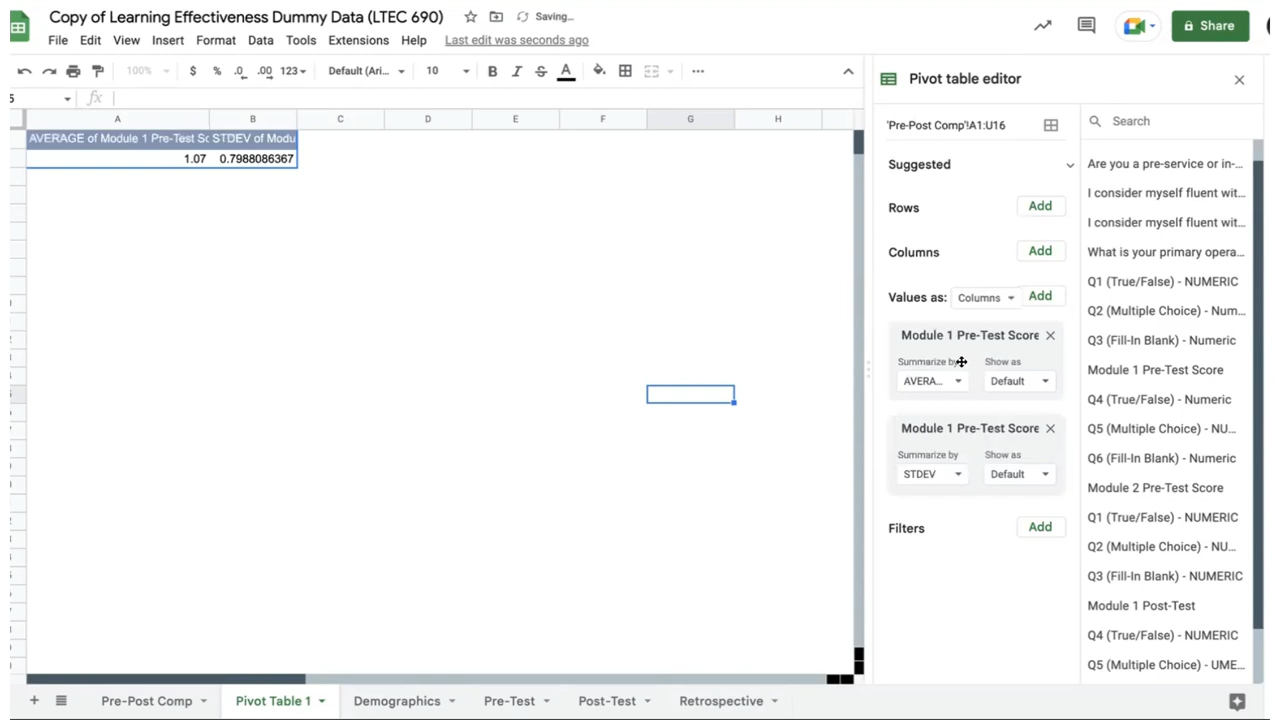 Copy of Learning Effectiveness Dummy Data (LTEC 690) Saving...
File Edit View Insert Format Data Tools Extensions Help Last edit was seconds ago
Share
100% $ % .0 .00 123 Default (Ari... 10 B I S A ...
fx
A B C D E F G H
AVERAGE of Module 1 Pre-Test Sc STDEV of Modu
1.07 0.7988086367
Pivot table editor
'Pre-Post Comp'!A1:U16
Suggested
Rows Add
Columns Add
Values as: Columns Add
Module 1 Pre-Test Score
Summarize by Show as
AVERA... Default
Module 1 Pre-Test Score
Summarize by Show as
STDEV Default
Filters Add
Search
Are you a pre-service or in-...
I consider myself fluent wit...
I consider myself fluent wit...
What is your primary opera...
Q1 (True/False) - NUMERIC
Q2 (Multiple Choice) - Num...
Q3 (Fill-In Blank) - Numeric
Module 1 Pre-Test Score
Q4 (True/False) - Numeric
Q5 (Multiple Choice) - NU...
Q6 (Fill-In Blank) - Numeric
Module 2 Pre-Test Score
Q1 (True/False) - NUMERIC
Q2 (Multiple Choice) - NU...
Q3 (Fill-In Blank) - NUMERIC
Module 1 Post-Test
Q4 (True/False) - NUMERIC
Q5 (Multiple Choice) - UME...
Pre-Post Comp Pivot Table 1 Demographics Pre-Test Post-Test Retrospective